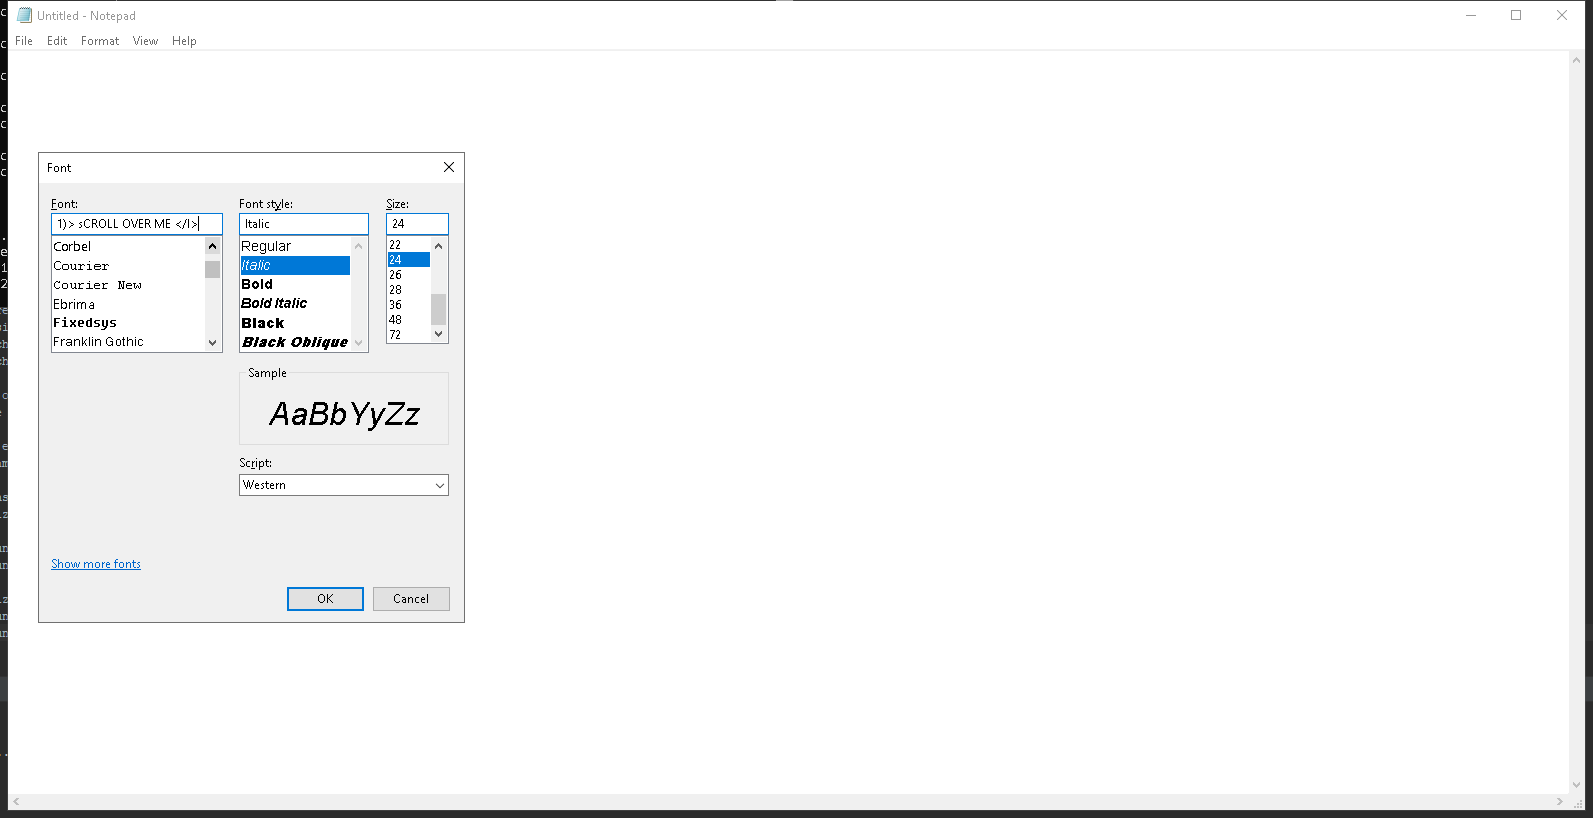 Untitled - Notepad
File Edit Format View Help
Font
Font: Font style: Size:
1)> sCROLL OVER ME </I> Italic 24
Corbel
Courier
Courier New
Ebrima
Fixedsys
Franklin Gothic
Regular
Italic
Bold
Bold Italic
Black
Black Oblique
22
24
26
28
36
48
72
Sample
AaBbYyZz
Script:
Western
Show more fonts
OK Cancel